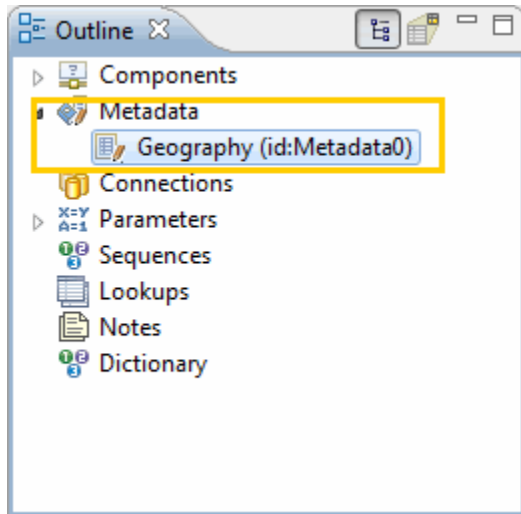 Outline
Components
Metadata
Geography (id:Metadata0)
Connections
X=Y
A=1
Parameters
Sequences
Lookups
Notes
Dictionary